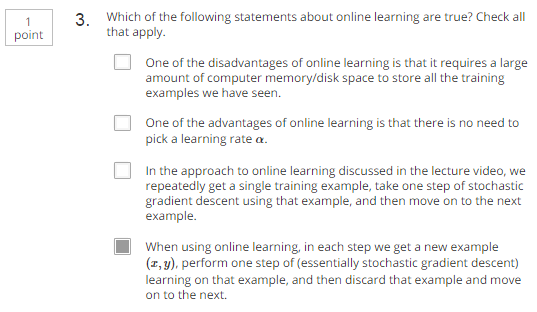 1
point
3. Which of the following statements about online learning are true? Check all
that apply.
One of the disadvantages of online learning is that it requires a large
amount of computer memory/disk space to store all the training
examples we have seen.
One of the advantages of online learning is that there is no need to
pick a learning rate α.
In the approach to online learning discussed in the lecture video, we
repeatedly get a single training example, take one step of stochastic
gradient descent using that example, and then move on to the next
example.
When using online learning, in each step we get a new example
(x, y), perform one step of (essentially stochastic gradient descent)
learning on that example, and then discard that example and move
on to the next.